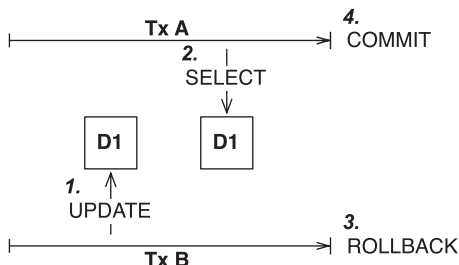 4.
Tx A
COMMIT
2.
SELECT
D1
D1
1.
UPDATE
3.
ROLLBACK
Tx B